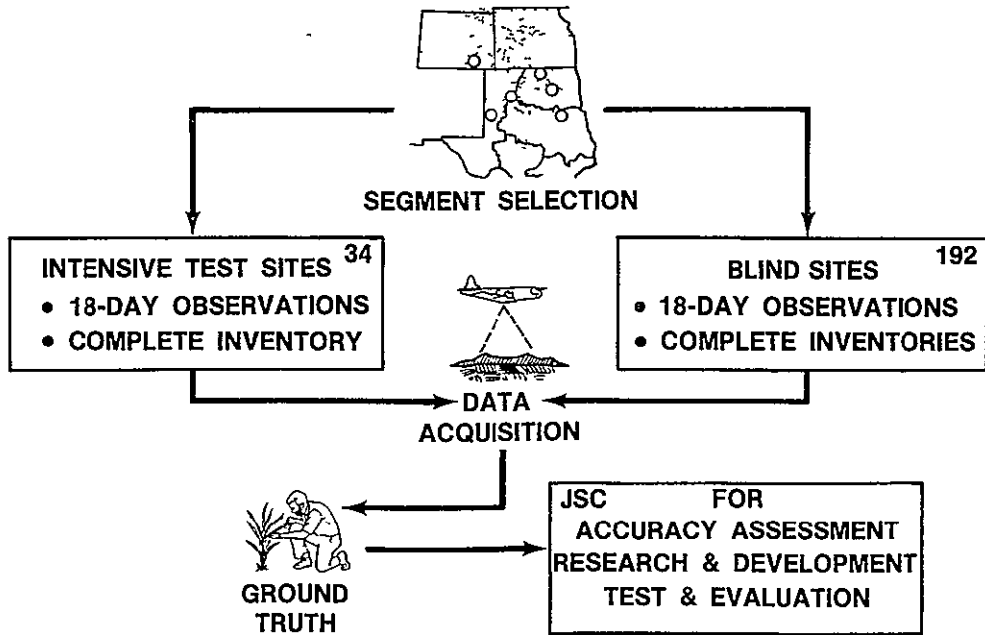 SEGMENT SELECTION
34
INTENSIVE TEST SITES
• 18-DAY OBSERVATIONS
• COMPLETE INVENTORY
192
BLIND SITES
• 18-DAY OBSERVATIONS
• COMPLETE INVENTORIES
DATA
ACQUISITION
GROUND
TRUTH
JSC FOR
ACCURACY ASSESSMENT
RESEARCH & DEVELOPMENT
TEST & EVALUATION